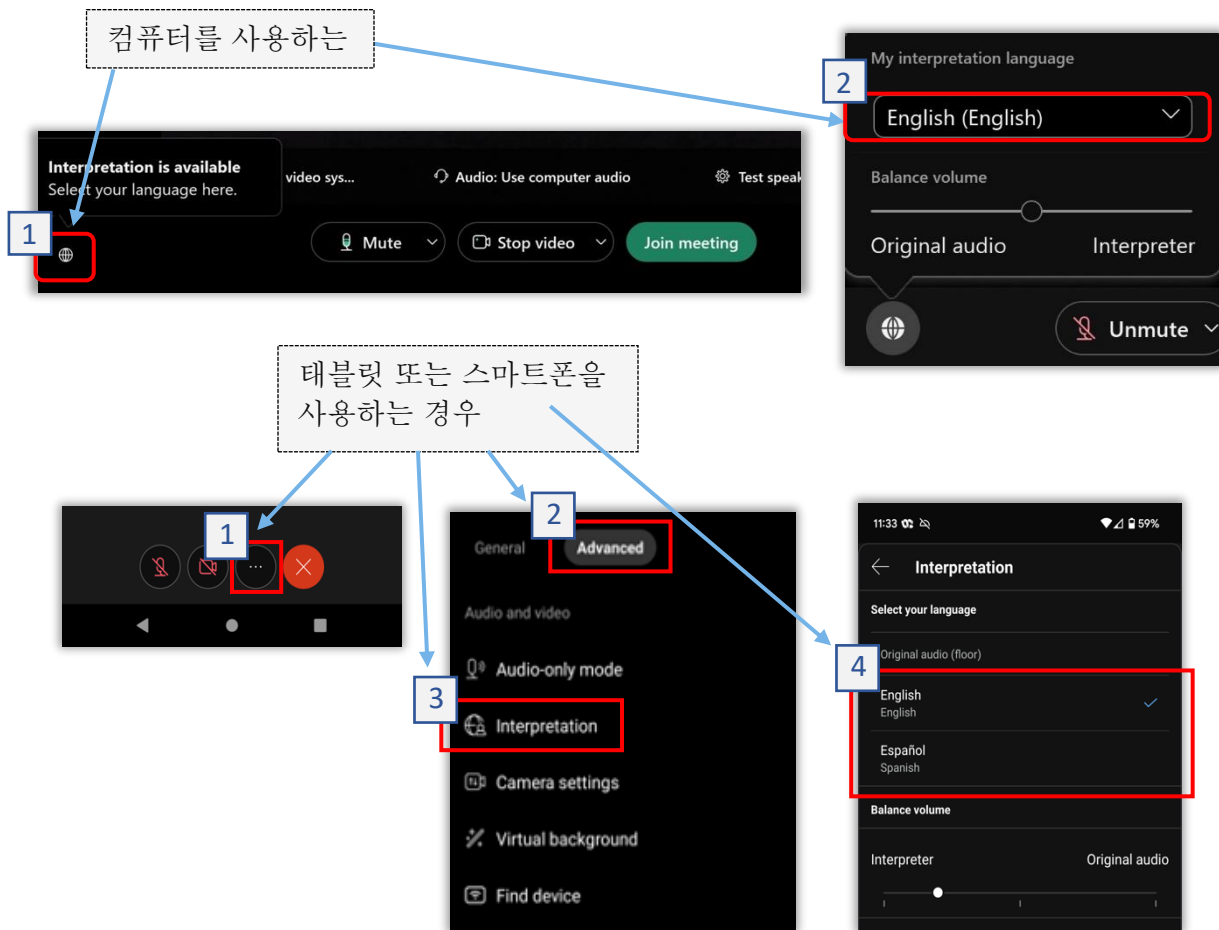 컴퓨터를 사용하는
My interpretation language
2
English (English)
Interpretation is available
Select your language here.
video sys...
Audio: Use computer audio
Test speak
Balance volume
1
Mute
Stop video
Join meeting
Original audio
Interpreter
Unmute
태블릿 또는 스마트폰을
사용하는 경우
1
2
General
Advanced
Audio and video
Audio-only mode
3
Interpretation
Camera settings
Virtual background
Find device
11:33
59%
Interpretation
Select your language
Original audio (floor)
4
English
English
Español
Spanish
Balance volume
Interpreter
Original audio